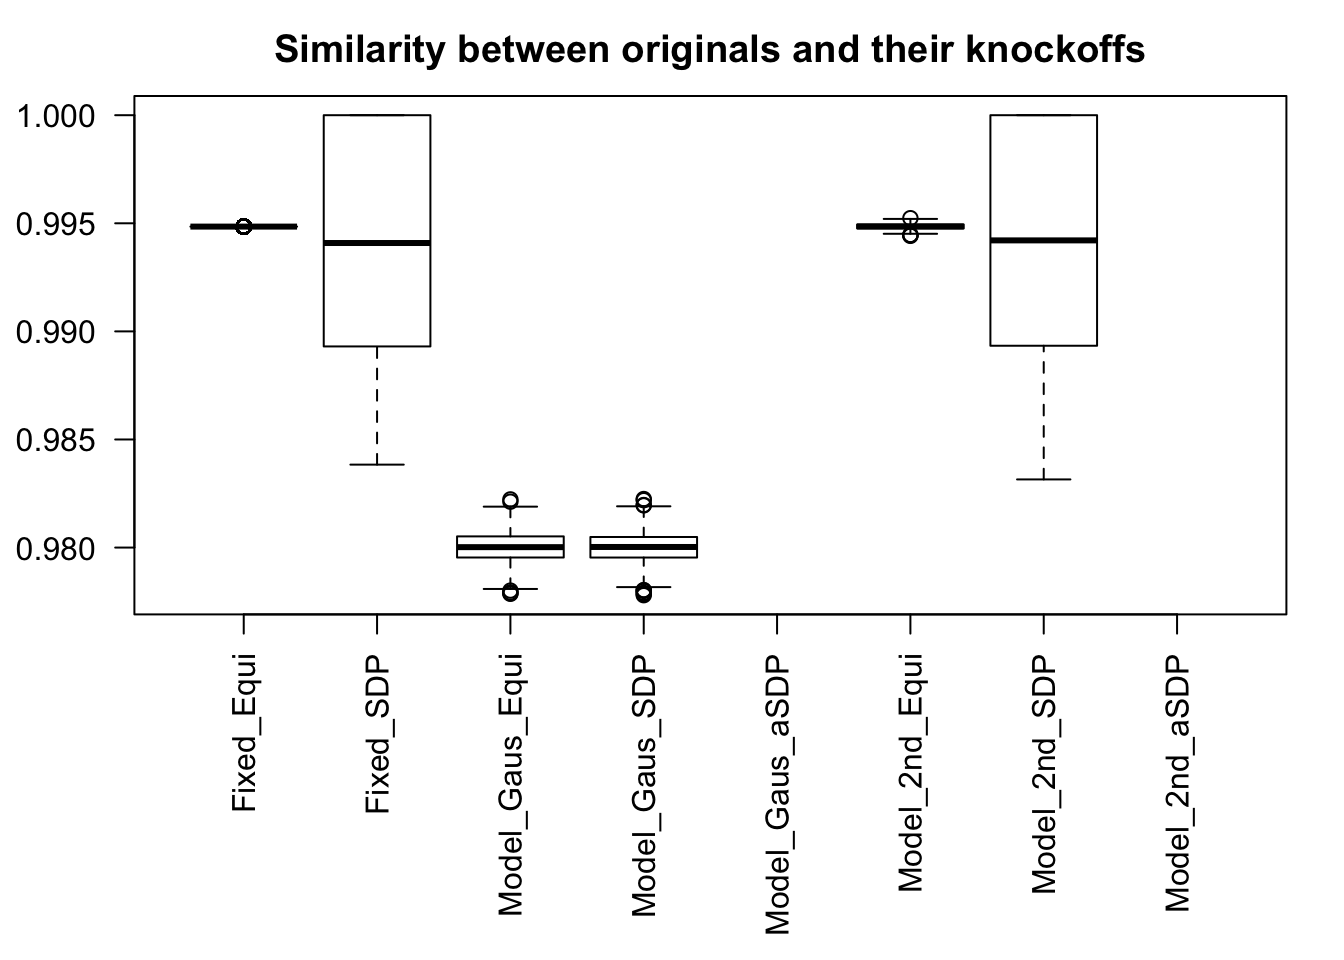 Similarity between originals and their knockoffs
1.000
0.995
0.990
0.985
0.980
Fixed_Equi
Fixed_SDP
Model_Gaus_Equi
Model_Gaus_SDP
Model_Gaus_aSDP
Model_2nd_Equi
Model_2nd_SDP
Model_2nd_aSDP